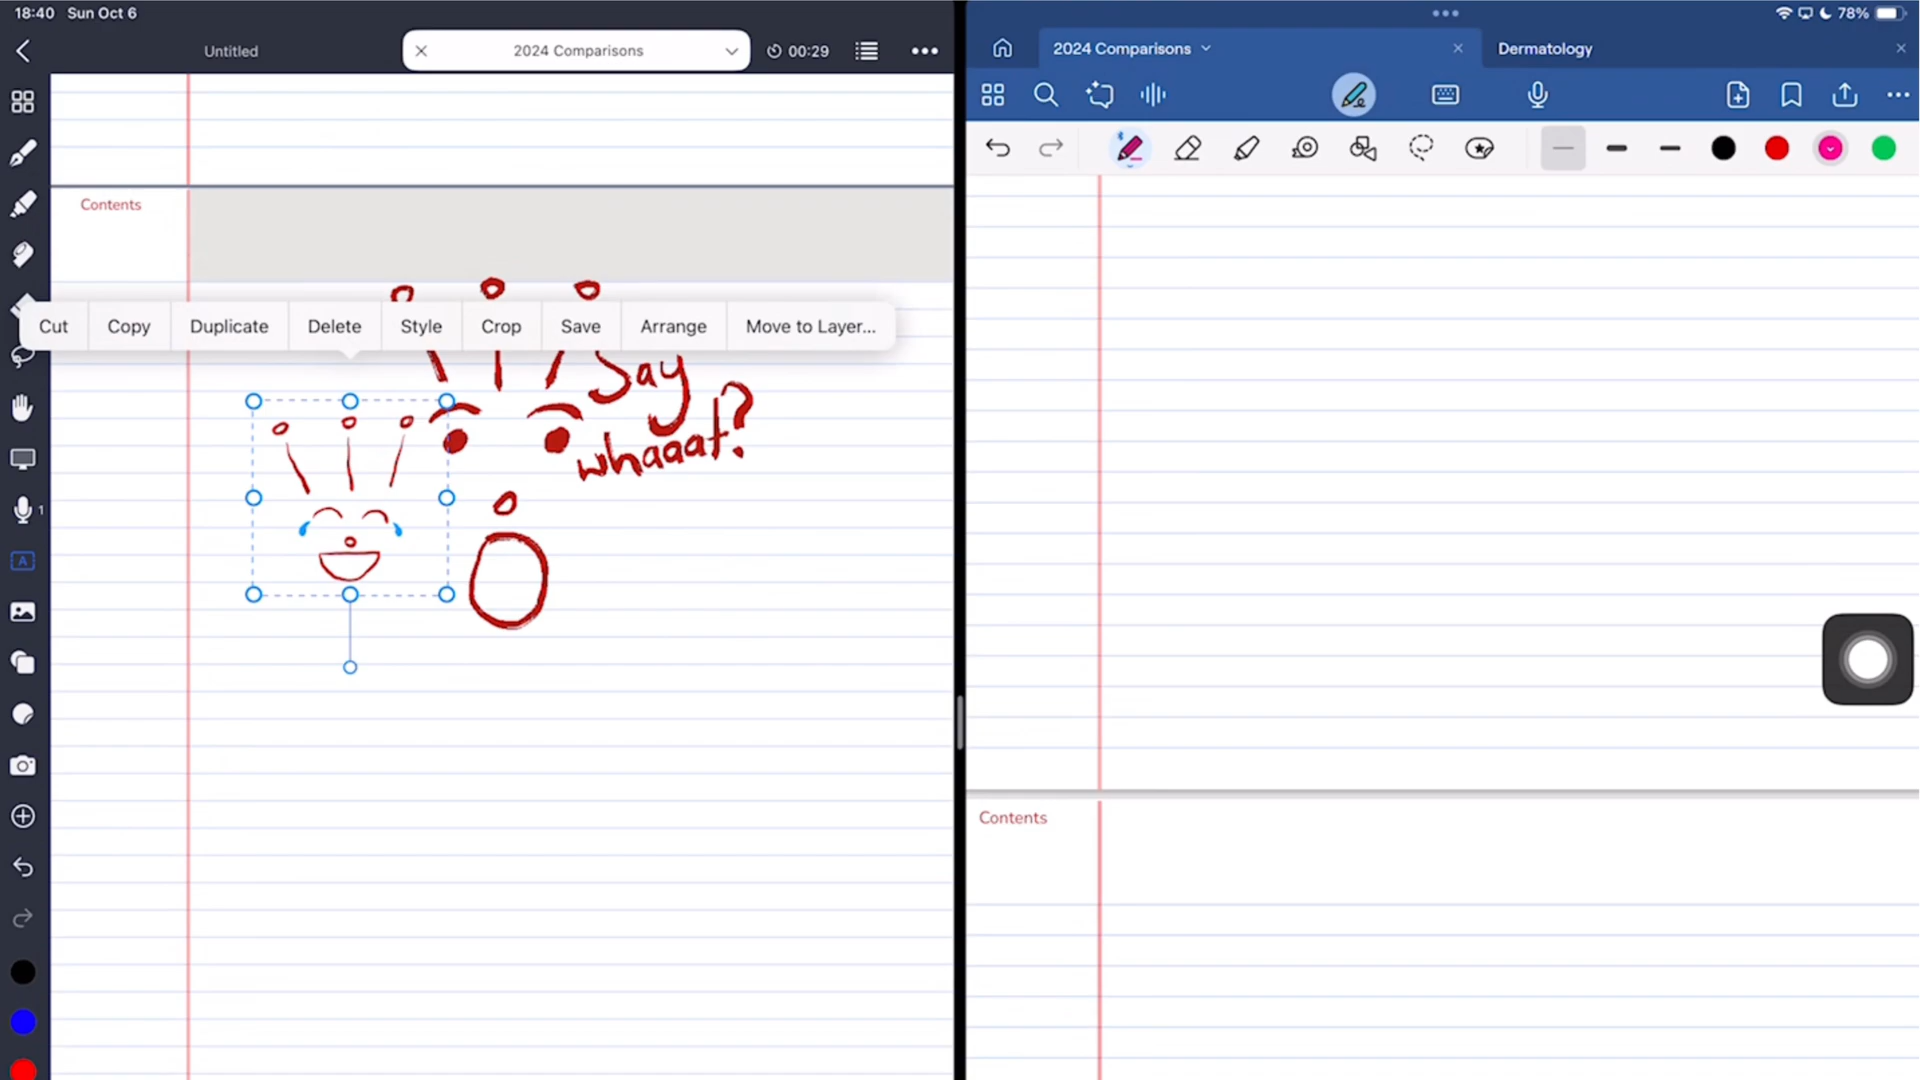 18:40 Sun Oct 6
78%
Untitled
2024 Comparisons
00:29
2024 Comparisons
Dermatology
Contents
Cut
Copy
Duplicate
Delete
Style
Crop
Save
Arrange
Move to Layer...
Say
whaaat?
1
A
Contents